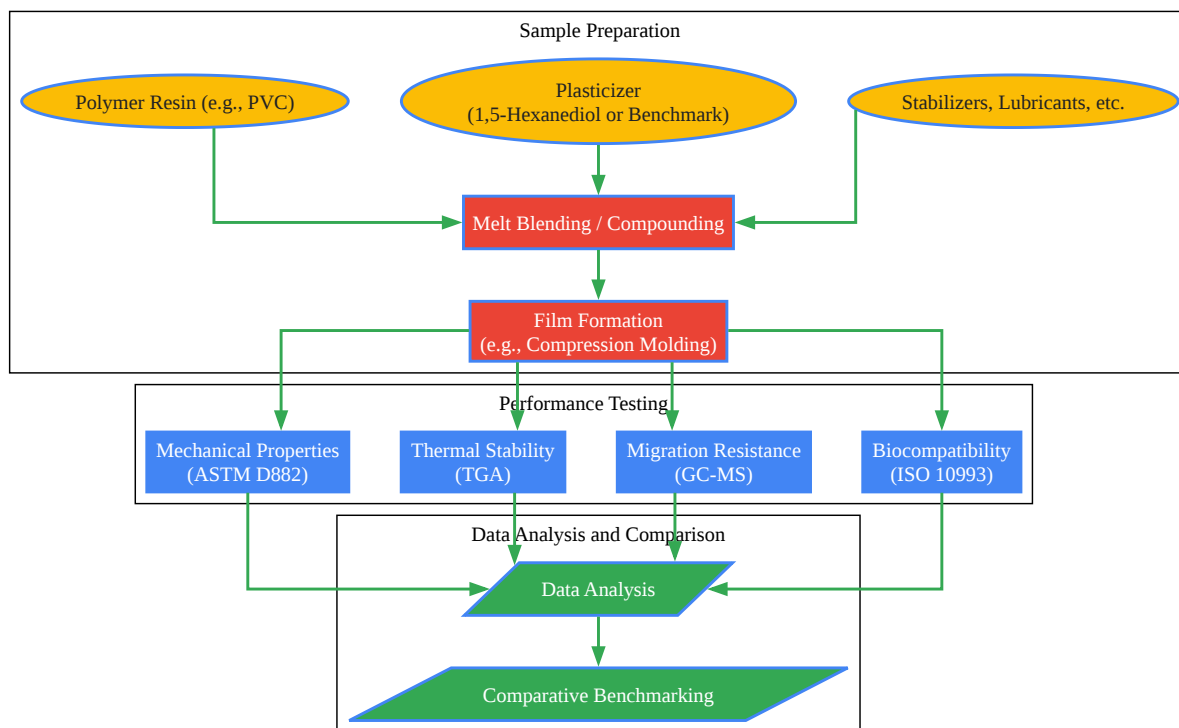 Sample Preparation
Polymer Resin (e.g., PVC)
Plasticizer
(1,5-Hexanediol or Benchmark)
Stabilizers, Lubricants, etc.
Melt Blending / Compounding
Film Formation
(e.g., Compression Molding)
Performance Testing
Mechanical Properties
(ASTM D882)
Thermal Stability
(TGA)
Migration Resistance
(GC-MS)
Biocompatibility
(ISO 10993)
Data Analysis and Comparison
Data Analysis
Comparative Benchmarking